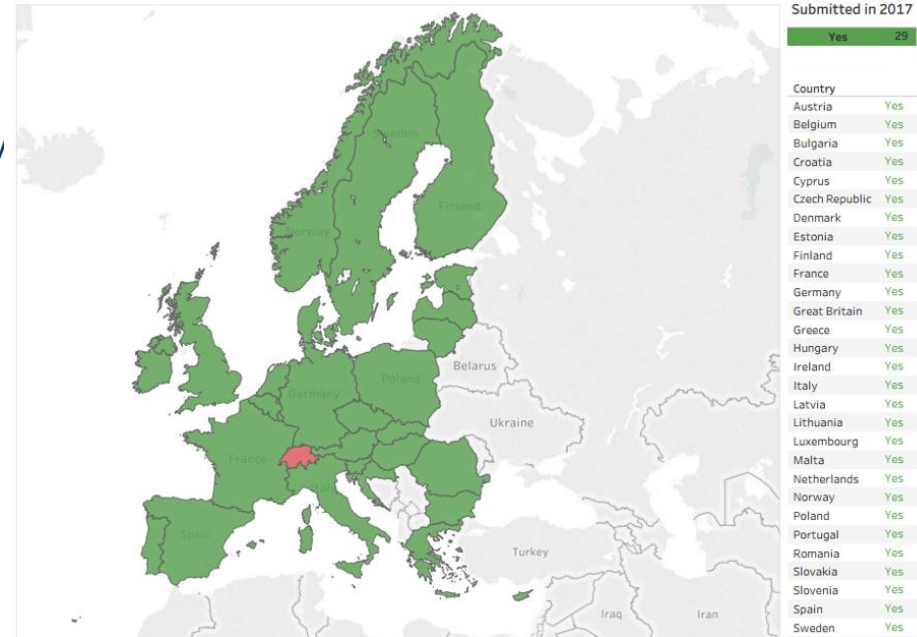 Submitted in 2017
Yes 29
Country
Austria Yes
Belgium Yes
Bulgaria Yes
Croatia Yes
Cyprus Yes
Czech Republic Yes
Denmark Yes
Estonia Yes
Finland Yes
France Yes
Germany Yes
Great Britain Yes
Greece Yes
Hungary Yes
Ireland Yes
Italy Yes
Latvia Yes
Lithuania Yes
Luxembourg Yes
Malta Yes
Netherlands Yes
Norway Yes
Poland Yes
Portugal Yes
Romania Yes
Slovakia Yes
Slovenia Yes
Spain Yes
Sweden Yes
Sweden
Finland
Norway
Belarus
Poland
Germany
Ukraine
France
Italy
Spain
Turkey
Iraq
Iran